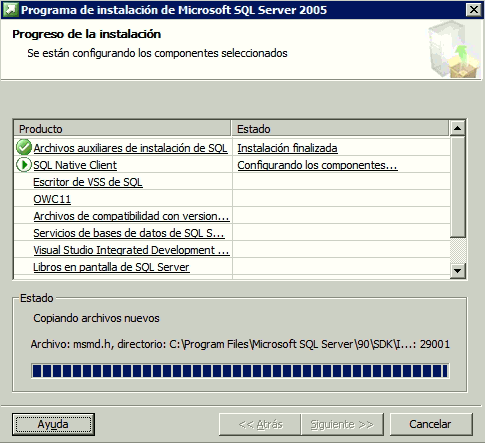 Programa de instalación de Microsoft SQL Server 2005
Progreso de la instalación
Se están configurando los componentes seleccionados
Producto Estado
Archivos auxiliares de instalación de SQL Instalación finalizada
SQL Native Client Configurando los componentes...
Escritor de VSS de SQL
OWC11
Archivos de compatibilidad con version...
Servicios de bases de datos de SQL S...
Visual Studio Integrated Development ...
Libros en pantalla de SQL Server
Estado
Copiando archivos nuevos
Archivo: msmd.h, directorio: C:\Program Files\Microsoft SQL Server\90\SDK\I...: 29001
Ayuda << Atrás Siguiente >> Cancelar